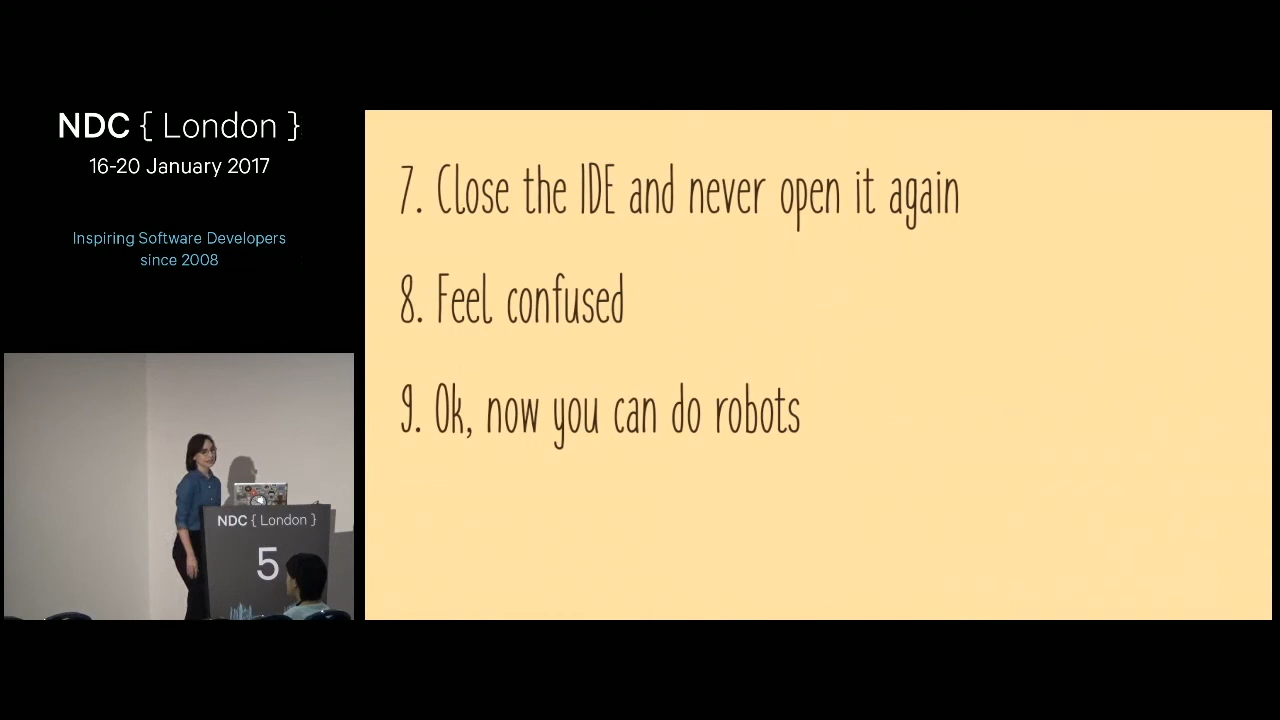 NDC { London }
16-20 January 2017
Inspiring Software Developers
since 2008
7. Close the IDE and never open it again
8. Feel confused
9. Ok, now you can do robots
NDC { London }
5